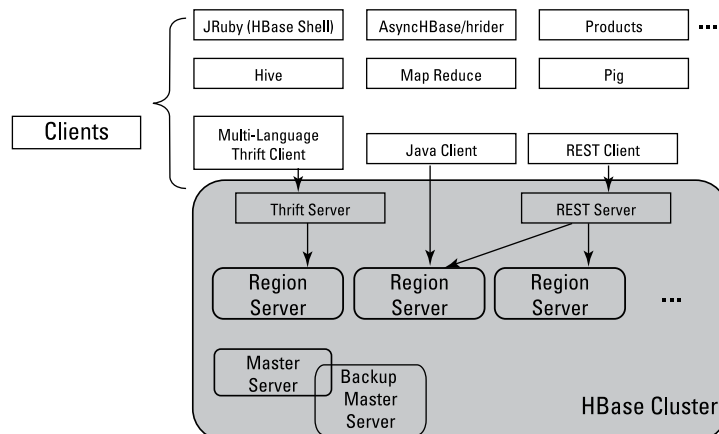 JRuby (HBase Shell)
AsyncHBase/hrider
Products
...
Hive
Map Reduce
Pig
Clients
Multi-Language
Thrift Client
Java Client
REST Client
Thrift Server
REST Server
Region
Server
Region
Server
Region
Server
...
Master
Server
Backup
Master
Server
HBase Cluster